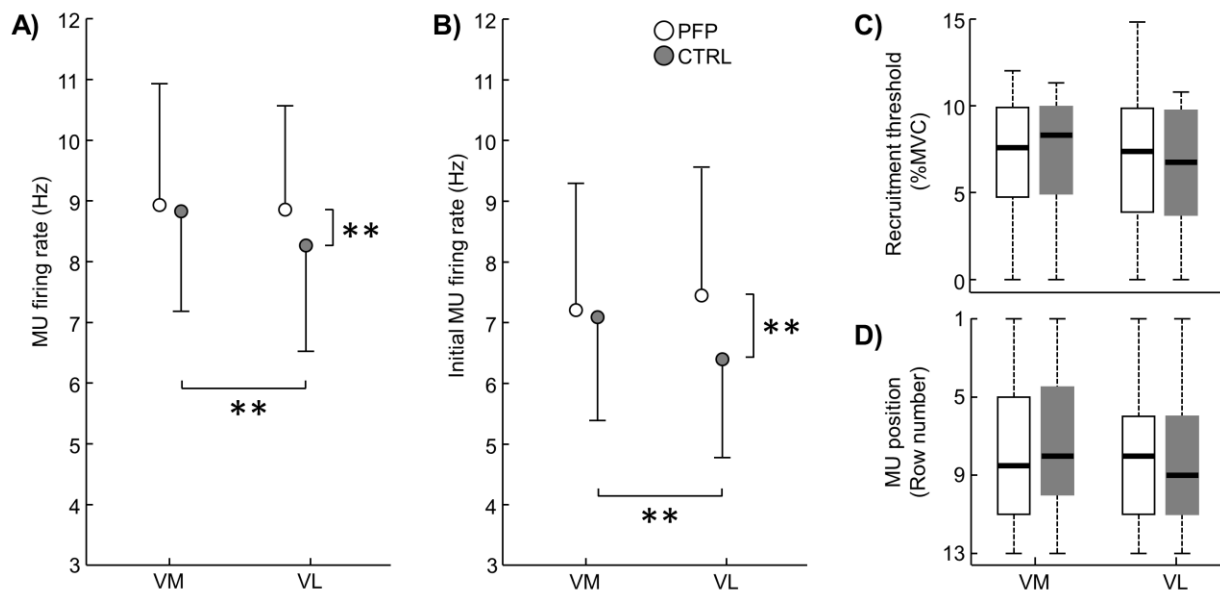 A)
MU firing rate (Hz)
12
11
10
9
8
7
6
5
4
3
**
**
VM
VL
B)
Initial MU firing rate (Hz)
12
11
10
9
8
7
6
5
4
3
PFP
CTRL
**
**
VM
VL
C)
Recruitment threshold
(%MVC)
15
10
5
0
D)
MU position
(Row number)
1
5
9
13
VM
VL